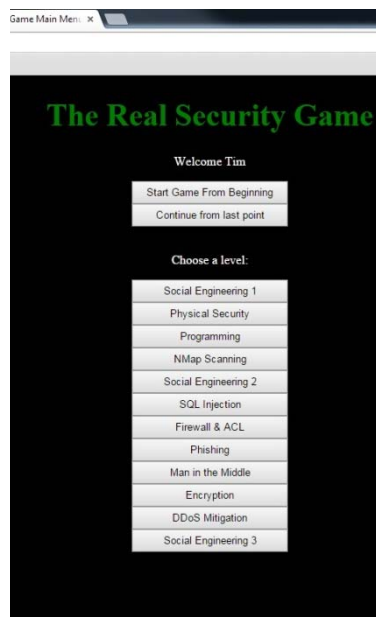 Game Main Menu
The Real Security Game
Welcome Tim
Start Game From Beginning
Continue from last point
Choose a level:
Social Engineering 1
Physical Security
Programming
NMap Scanning
Social Engineering 2
SQL Injection
Firewall & ACL
Phishing
Man in the Middle
Encryption
DDoS Mitigation
Social Engineering 3